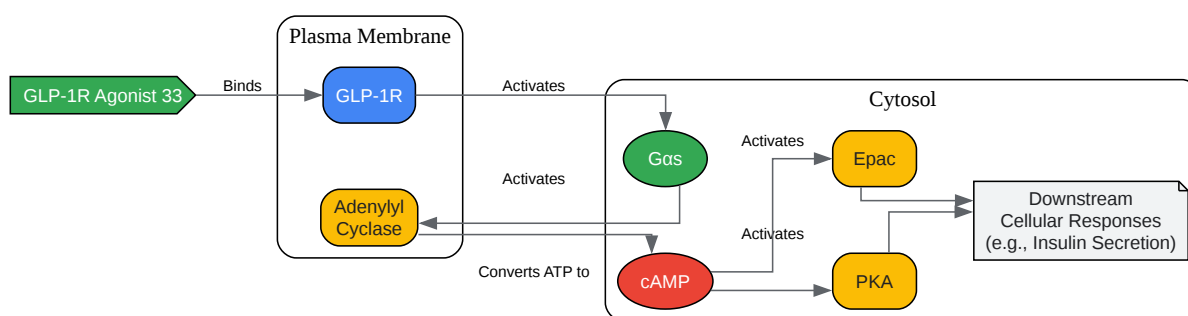 Plasma Membrane
GLP-1R Agonist 33
Binds
GLP-1R
Activates
Cytosol
Gαs
Activates
Epac
Activates
Adenylyl
Cyclase
Downstream
Cellular Responses
(e.g., Insulin Secretion)
Activates
Converts ATP to
cAMP
PKA